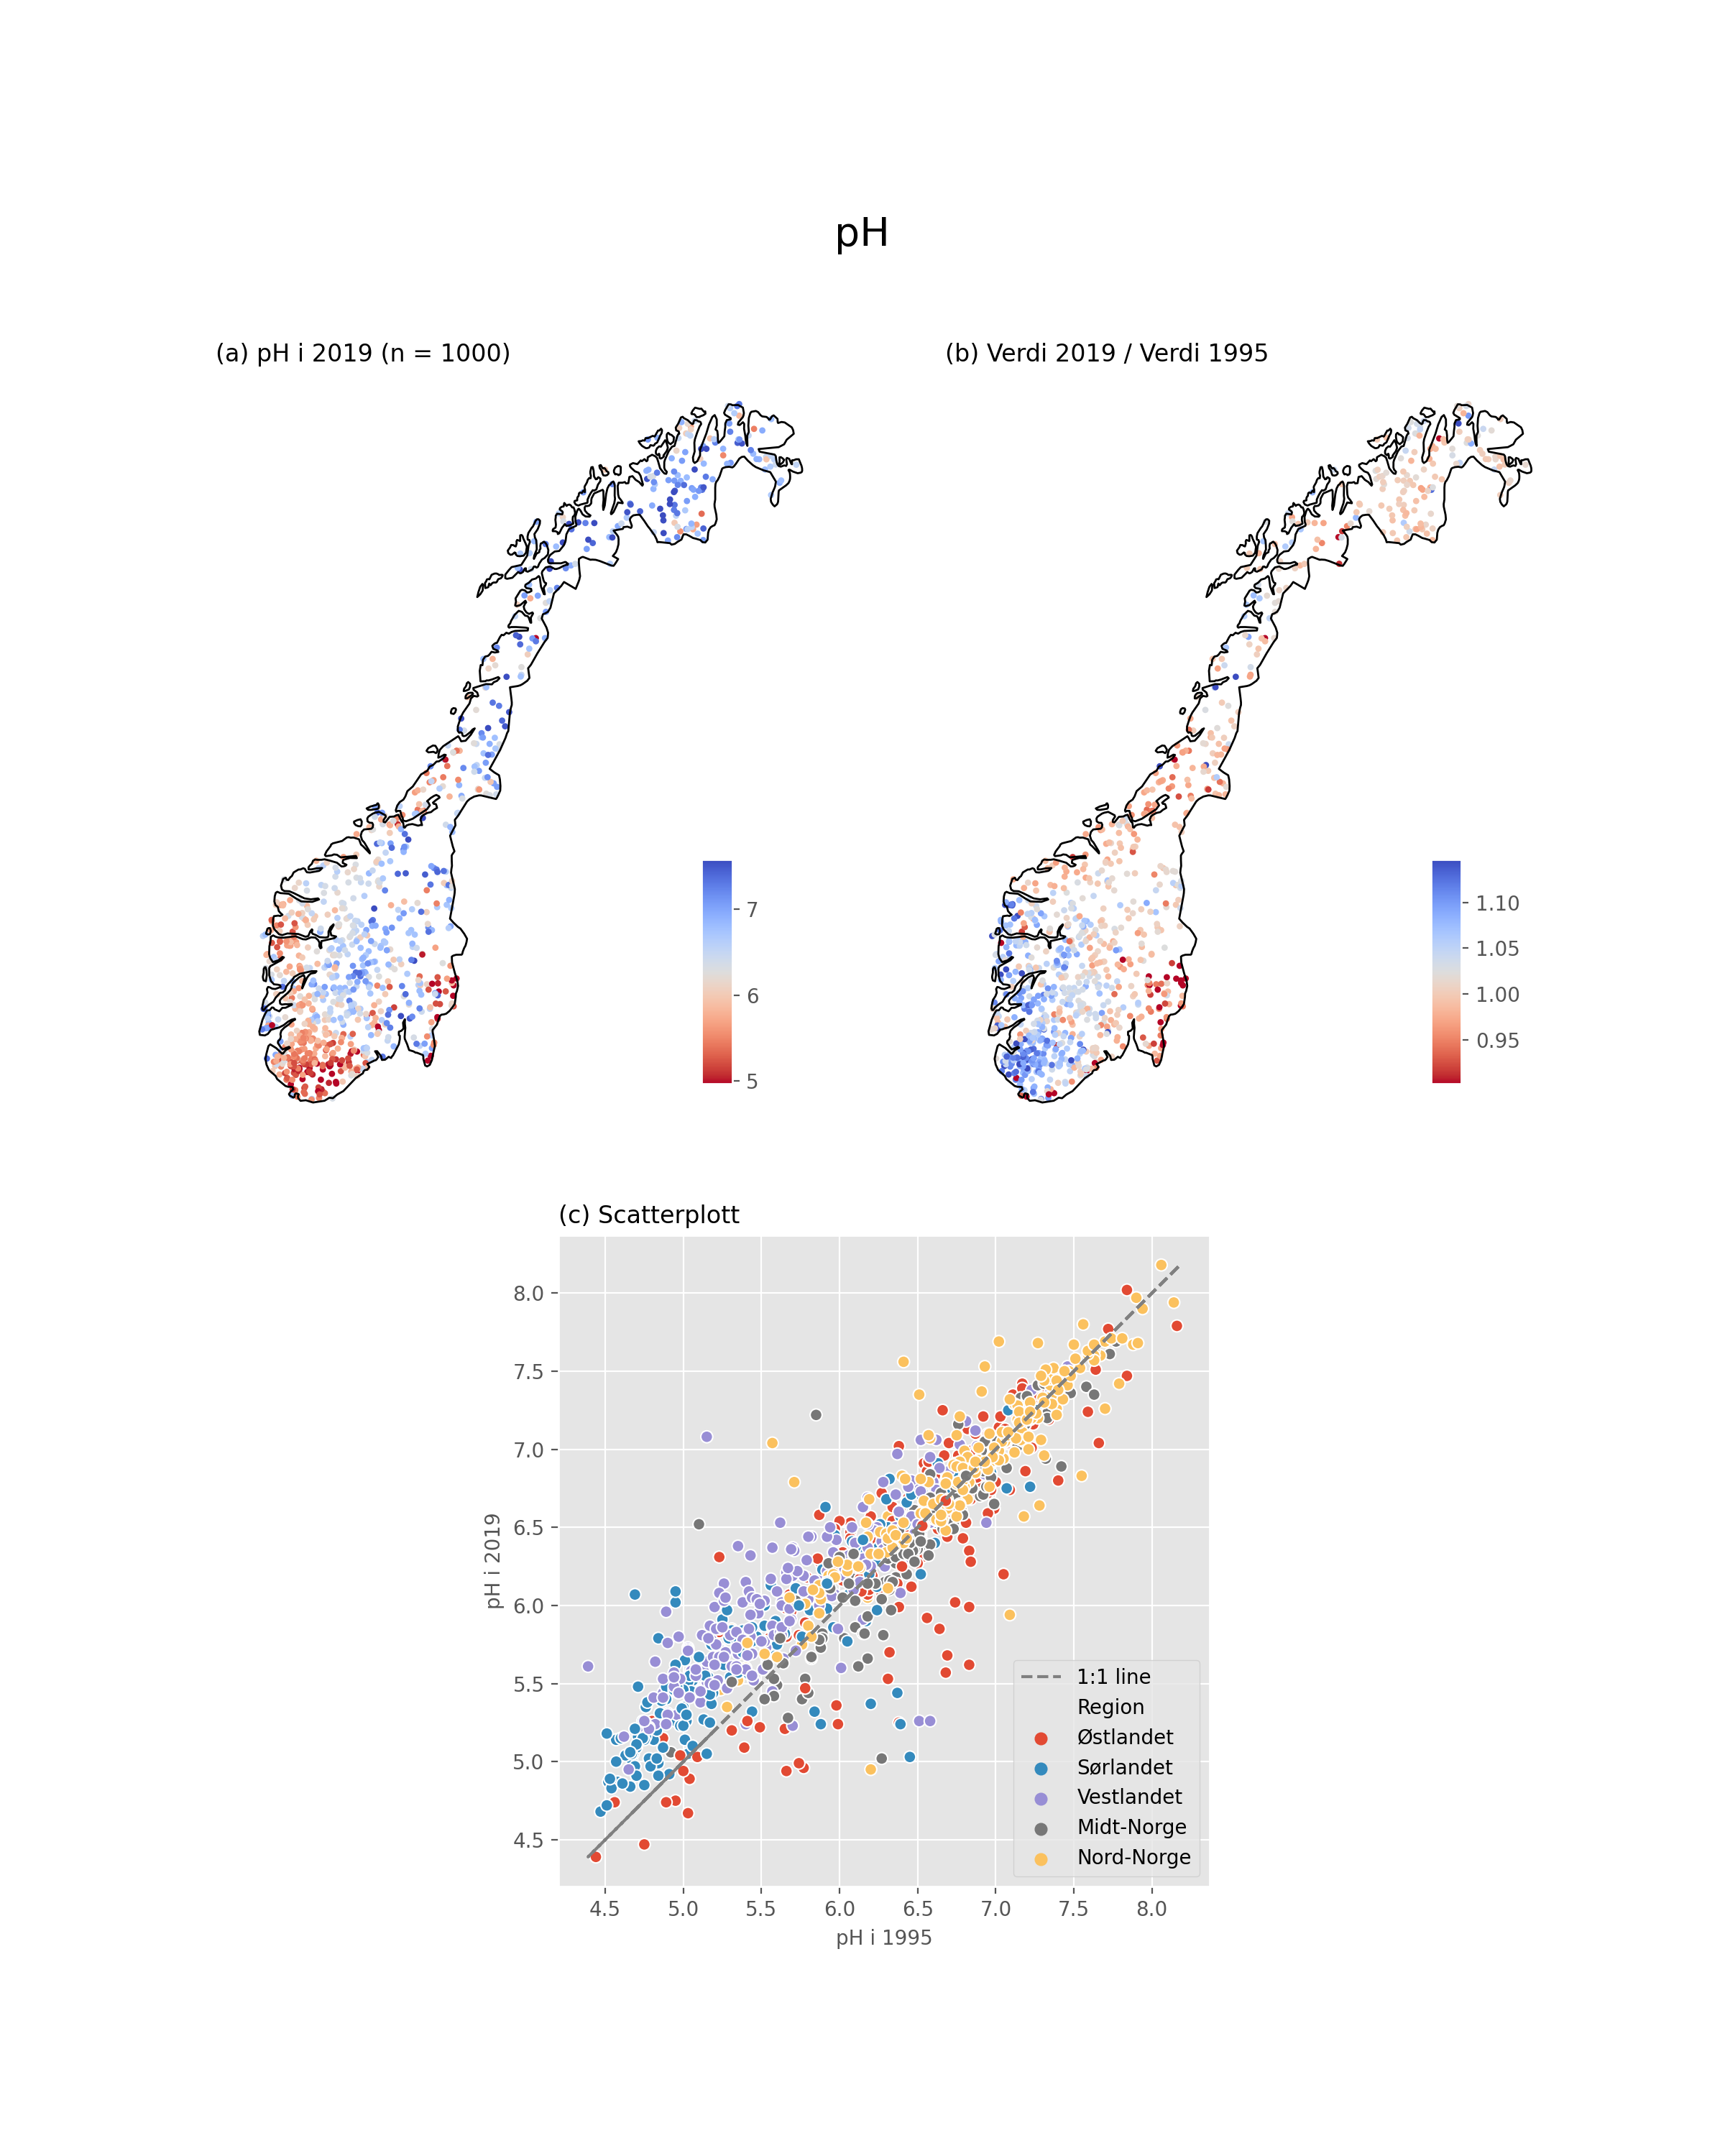 pH
(a) pH i 2019 (n = 1000)
(b) Verdi 2019 / Verdi 1995
7
6
5
1.10
1.05
1.00
0.95
(c) Scatterplott
8.0
7.5
7.0
6.5
6.0
5.5
5.0
4.5
pH i 2019
1:1 line
Region
Østlandet
Sørlandet
Vestlandet
Midt-Norge
Nord-Norge
4.5 5.0 5.5 6.0 6.5 7.0 7.5 8.0
pH i 1995